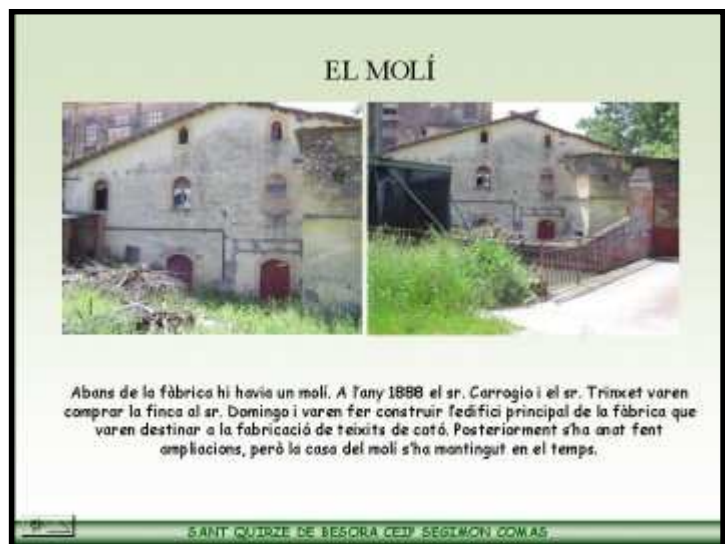 EL MOLÍ
Abans de la fàbrica hi havia un molí. A l'any 1888 el sr. Carrogio i el sr. Trinxet varen
comprar la finca al sr. Domingo i varen fer construir l'edifici principal de la fàbrica que
varen destinar a la fabricació de teixits de cotó. Posteriorment s'ha anat fent
ampliacions, però la casa del molí s'ha mantingut en el temps.
SANT QUIRZE DE BESORA CEIP SEGIMON COMAS